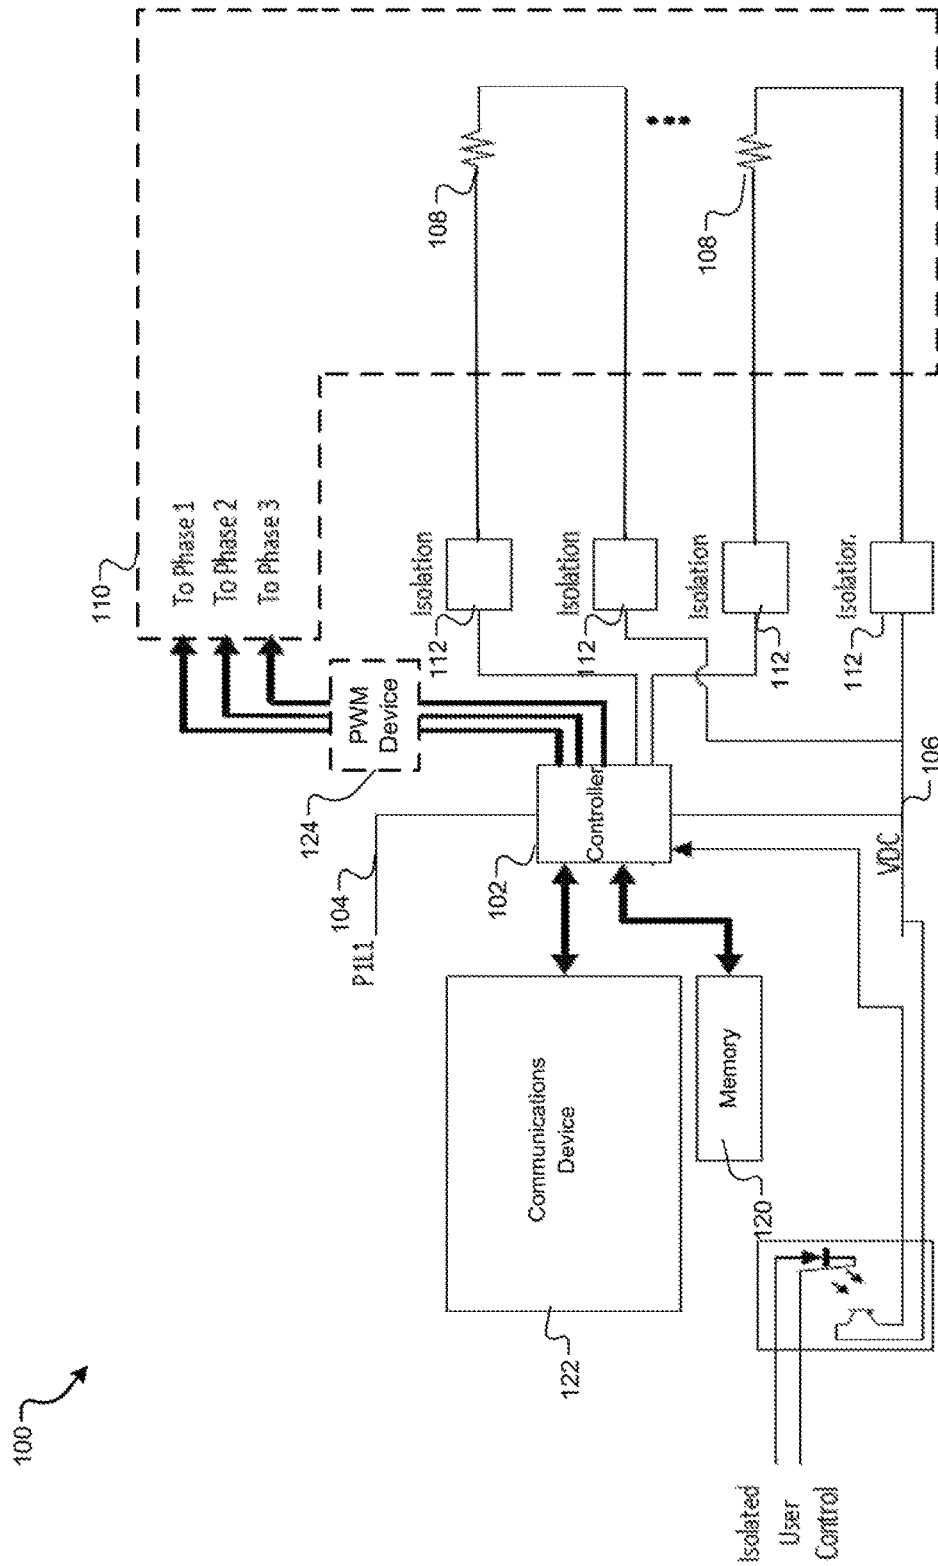 100
110
To Phase 1
To Phase 2
To Phase 3
124
PWM
Device
104
PIL1
Isolation
112
108
102
Controller
Communications
Device
122
Isolation
112
Isolation
112
108
Memory
120
Isolation
112
VDC
106
Isolated
User
Control